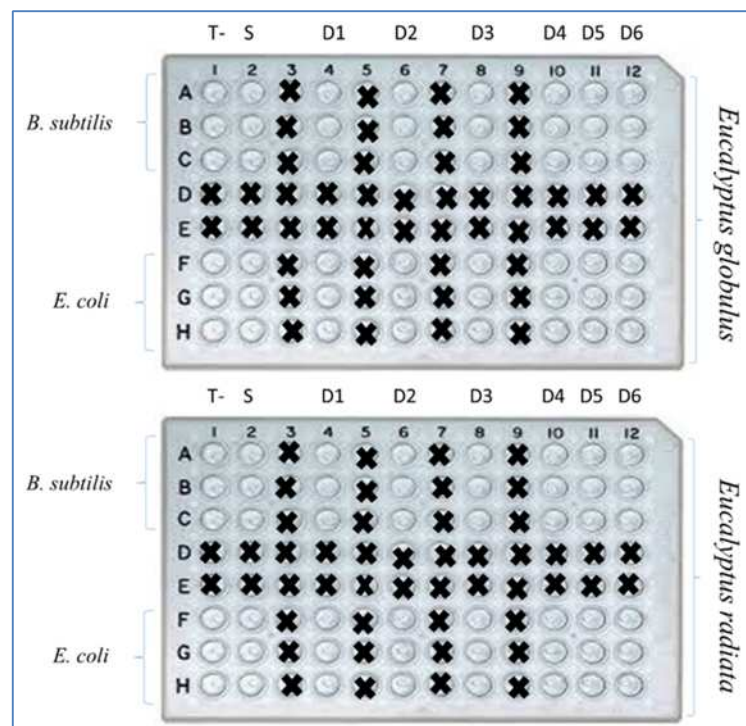 T- S D1 D2 D3 D4 D5 D6
1 2 3 4 5 6 7 8 9 10 11 12
A
B. subtilis
B
C
D
E
F
E. coli
G
H
Eucalyptus globulus
T- S D1 D2 D3 D4 D5 D6
1 2 3 4 5 6 7 8 9 10 11 12
A
B. subtilis
B
C
D
E
F
E. coli
G
H
Eucalyptus radiata